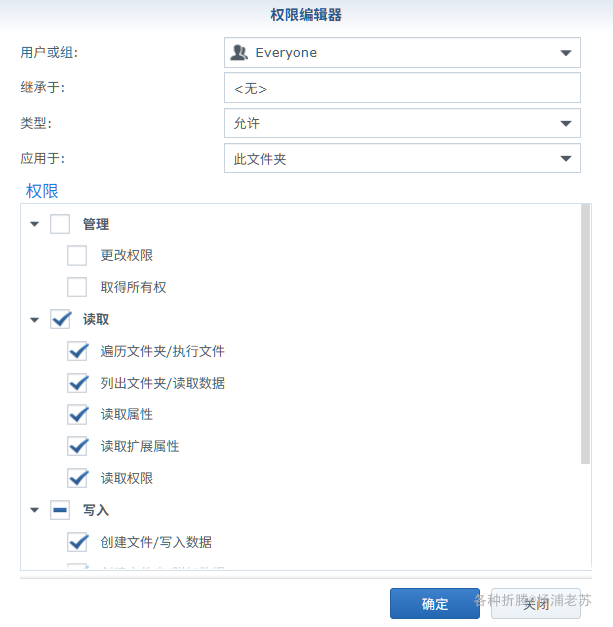 权限编辑器
用户或组: Everyone
继承于: <无>
类型: 允许
应用于: 此文件夹
权限
管理
更改权限
取得所有权
读取
遍历文件夹/执行文件
列出文件夹/读取数据
读取属性
读取扩展属性
读取权限
写入
创建文件/写入数据
确定 关闭
各种折腾@杨浦老苏